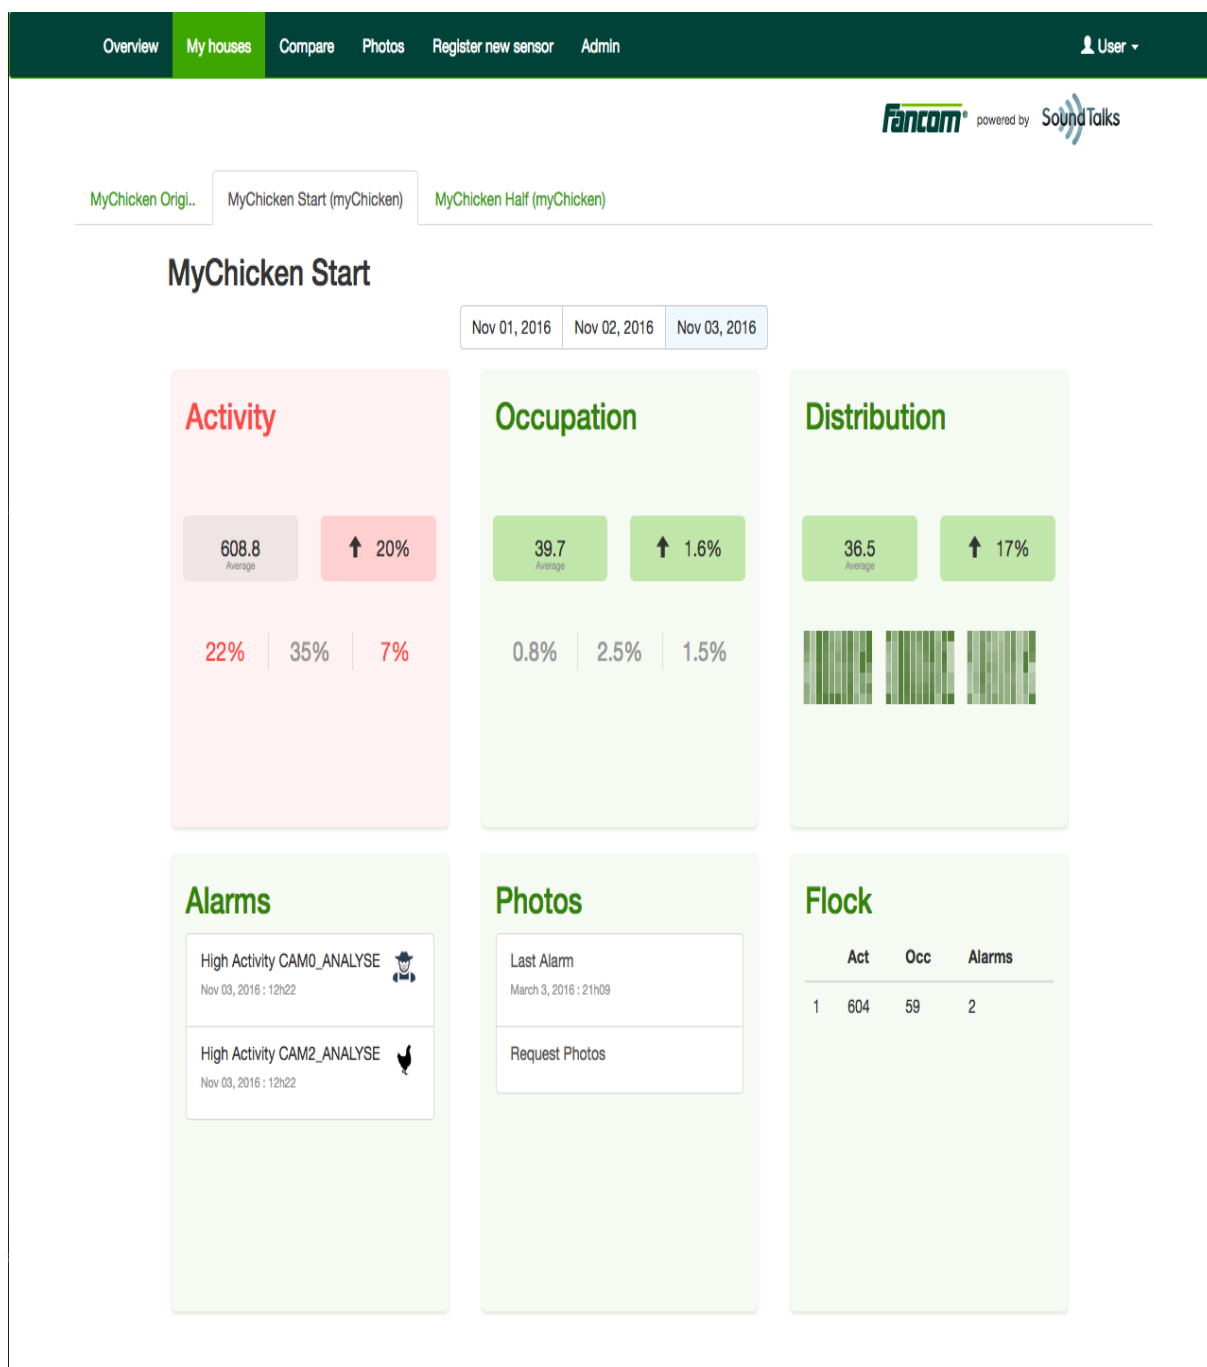 Overview My houses Compare Photos Register new sensor Admin User
Fancom® powered by SoundTalks
MyChicken Origi.. MyChicken Start (myChicken) MyChicken Half (myChicken)
MyChicken Start
Nov 01, 2016 Nov 02, 2016 Nov 03, 2016
Activity
608.8
Average
20%
22% 35% 7%
Occupation
39.7
Average
1.6%
0.8% 2.5% 1.5%
Distribution
36.5
Average
17%
Alarms
High Activity CAM0_ANALYSE
Nov 03, 2016 : 12h22
High Activity CAM2_ANALYSE
Nov 03, 2016 : 12h22
Photos
Last Alarm
March 3, 2016 : 21h09
Request Photos
Flock
Act Occ Alarms
1 604 59 2